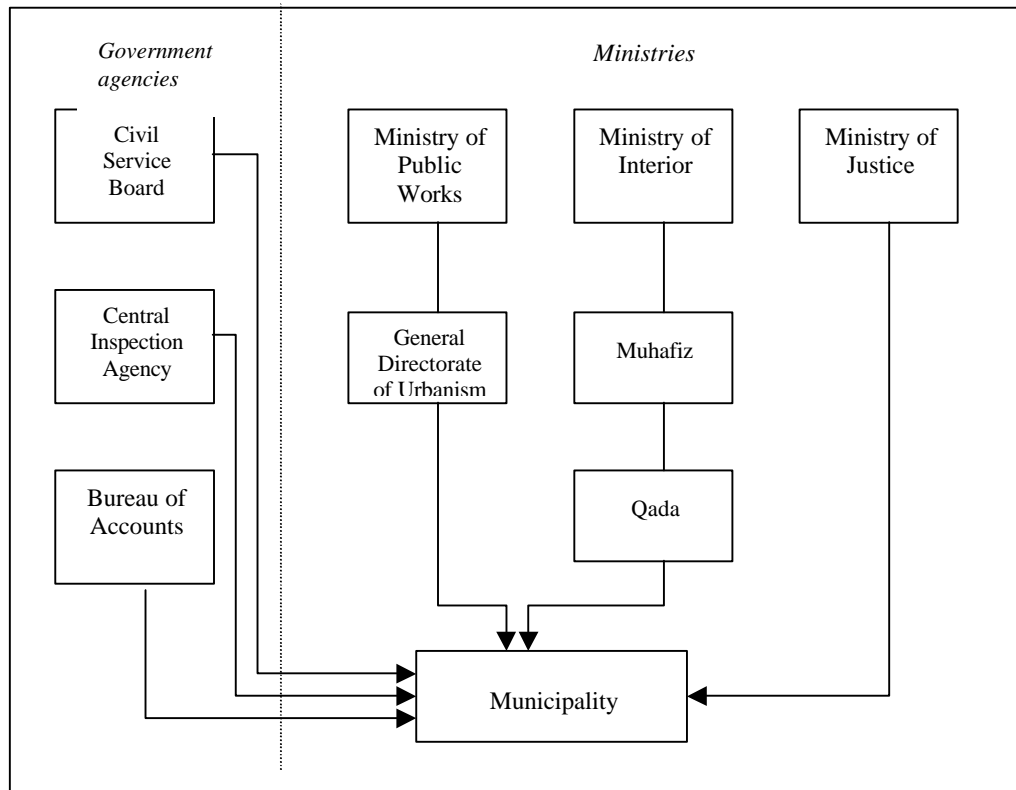 Government
agencies
Ministries
Civil
Service
Board
Ministry of
Public
Works
Ministry of
Interior
Ministry of
Justice
Central
Inspection
Agency
General
Directorate
of Urbanism
Muhafiz
Bureau of
Accounts
Qada
Municipality